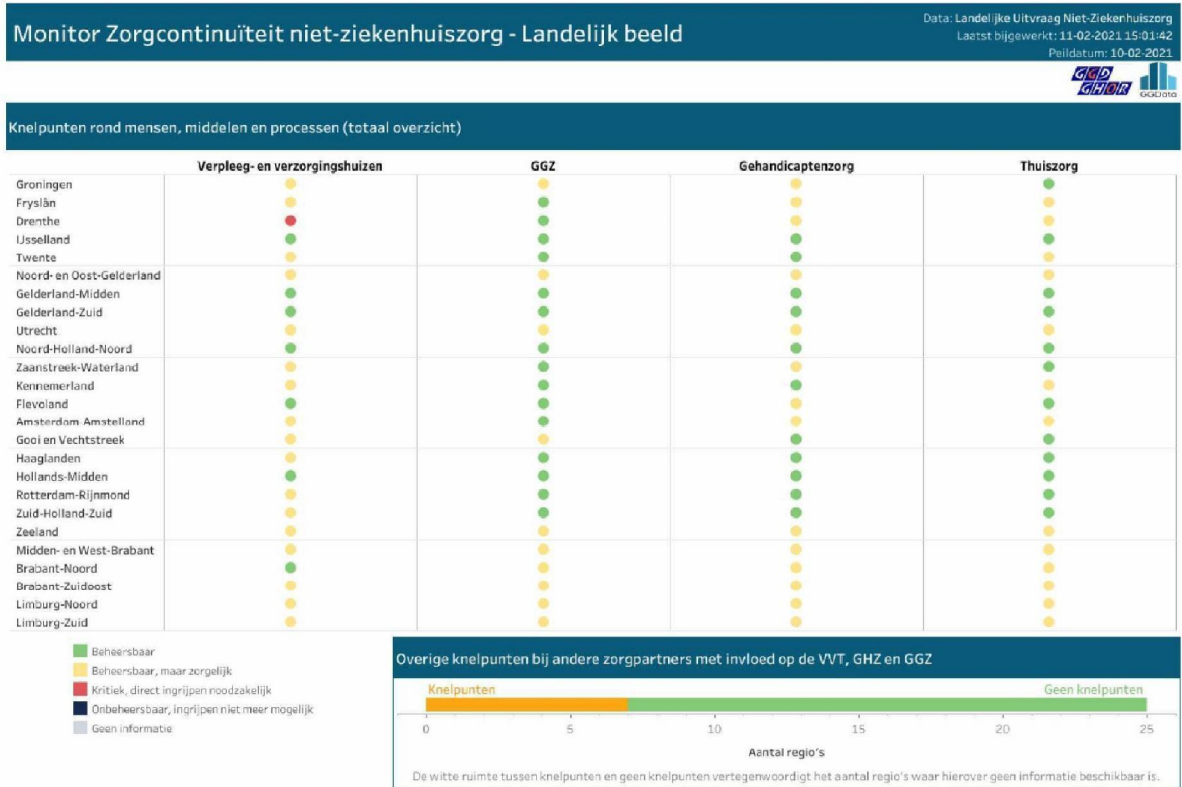 Monitor Zorgcontinuïteit niet-ziekenhuiszorg - Landelijk beeld
Data: Landelijke Uitvraag Niet-Ziekenhuiszorg
Laatst bijgewerkt: 11-02-2021 15:01:42
Peildatum: 10-02-2021
GGD
GHOR
GGData
Knelpunten rond mensen, middelen en processen (totaal overzicht)
Verpleeg- en verzorgingshuizen GGZ Gehandicaptenzorg Thuiszorg
Groningen
Fryslân
Drenthe
IJsselland
Twente
Noord- en Oost-Gelderland
Gelderland-Midden
Gelderland-Zuid
Utrecht
Noord-Holland-Noord
Zaanstreek-Waterland
Kennemerland
Flevoland
Amsterdam-Amstelland
Gooi en Vechtstreek
Haaglanden
Hollands-Midden
Rotterdam-Rijnmond
Zuid-Holland-Zuid
Zeeland
Midden- en West-Brabant
Brabant-Noord
Brabant-Zuidoost
Limburg-Noord
Limburg-Zuid
Beheersbaar
Beheersbaar, maar zorgelijk
Kritiek, direct ingrijpen noodzakelijk
Onbeheersbaar, ingrijpen niet meer mogelijk
Geen informatie
Overige knelpunten bij andere zorgpartners met invloed op de VVT, GHZ en GGZ
Knelpunten Geen knelpunten
0 5 10 15 20 25
Aantal regio's
De witte ruimte tussen knelpunten en geen knelpunten vertegenwoordigt het aantal regio's waar hierover geen informatie beschikbaar is.